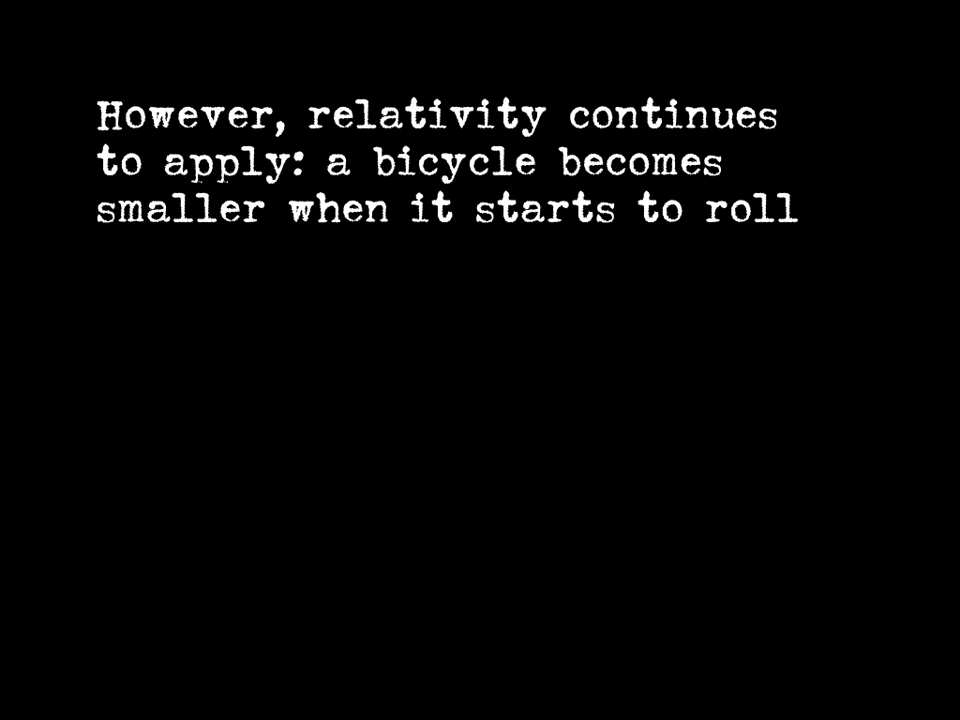 However, relativity continues
to apply: a bicycle becomes
smaller when it starts to roll